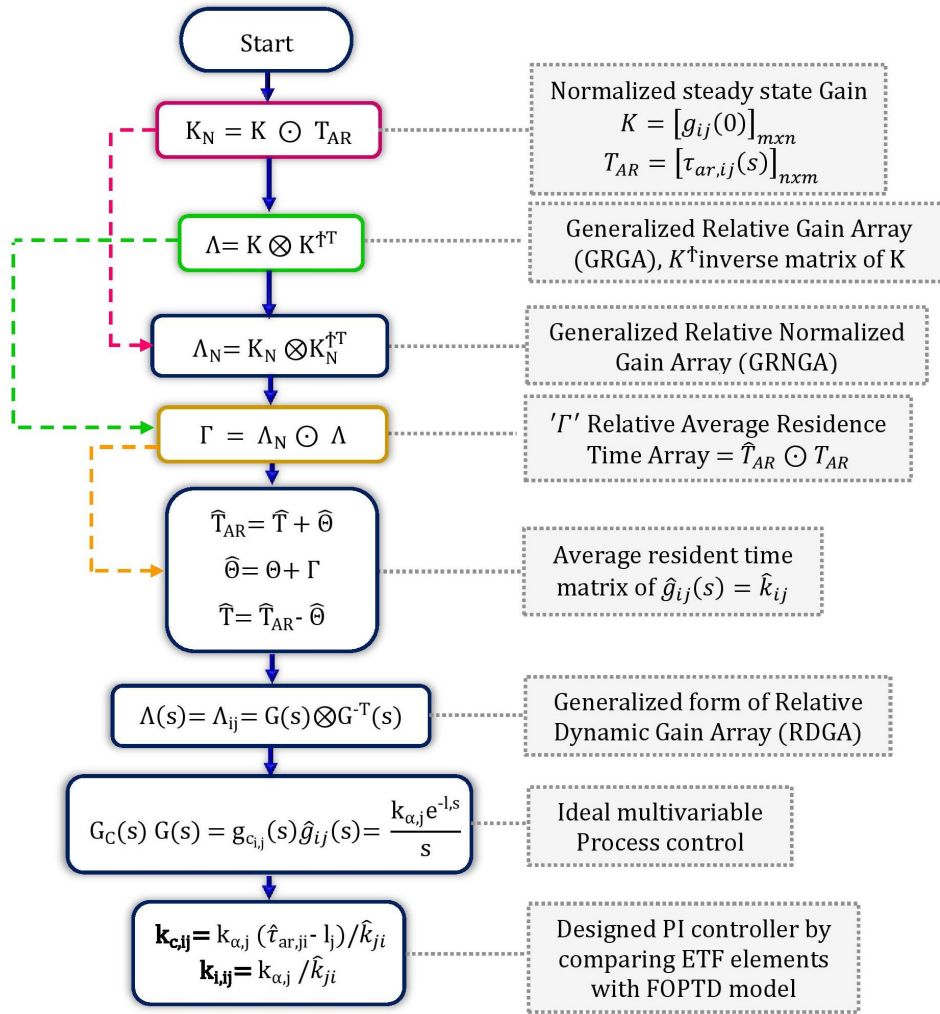 Start
K_N = K ⊙ T_AR
Normalized steady state Gain
K = [g_ij(0)]_mxn
T_AR = [τ_ar,ij(s)]_nxm
Λ= K ⊗ K^†T
Generalized Relative Gain Array
(GRGA), K^† inverse matrix of K
Λ_N= K_N ⊗K_N^†T
Generalized Relative Normalized
Gain Array (GRNGA)
Γ = Λ_N ⊙ Λ
'Γ' Relative Average Residence
Time Array = T̂_AR ⊙ T_AR
T̂_AR= T̂ + Θ̂
Θ̂= Θ+ Γ
T̂= T̂_AR- Θ̂
Average resident time
matrix of ĝ_ij(s) = k̂_ij
Λ(s)= Λ_ij= G(s)⊗G^-T(s)
Generalized form of Relative
Dynamic Gain Array (RDGA)
G_C(s) G(s) = g_c_i,j(s)ĝ_ij(s)= k_α,j e^-l,s / s
Ideal multivariable
Process control
k_c,ij= k_α,j (τ̂_ar,ji- l_j)/k̂_ji
k_i,ij= k_α,j /k̂_ji
Designed PI controller by
comparing ETF elements
with FOPTD model